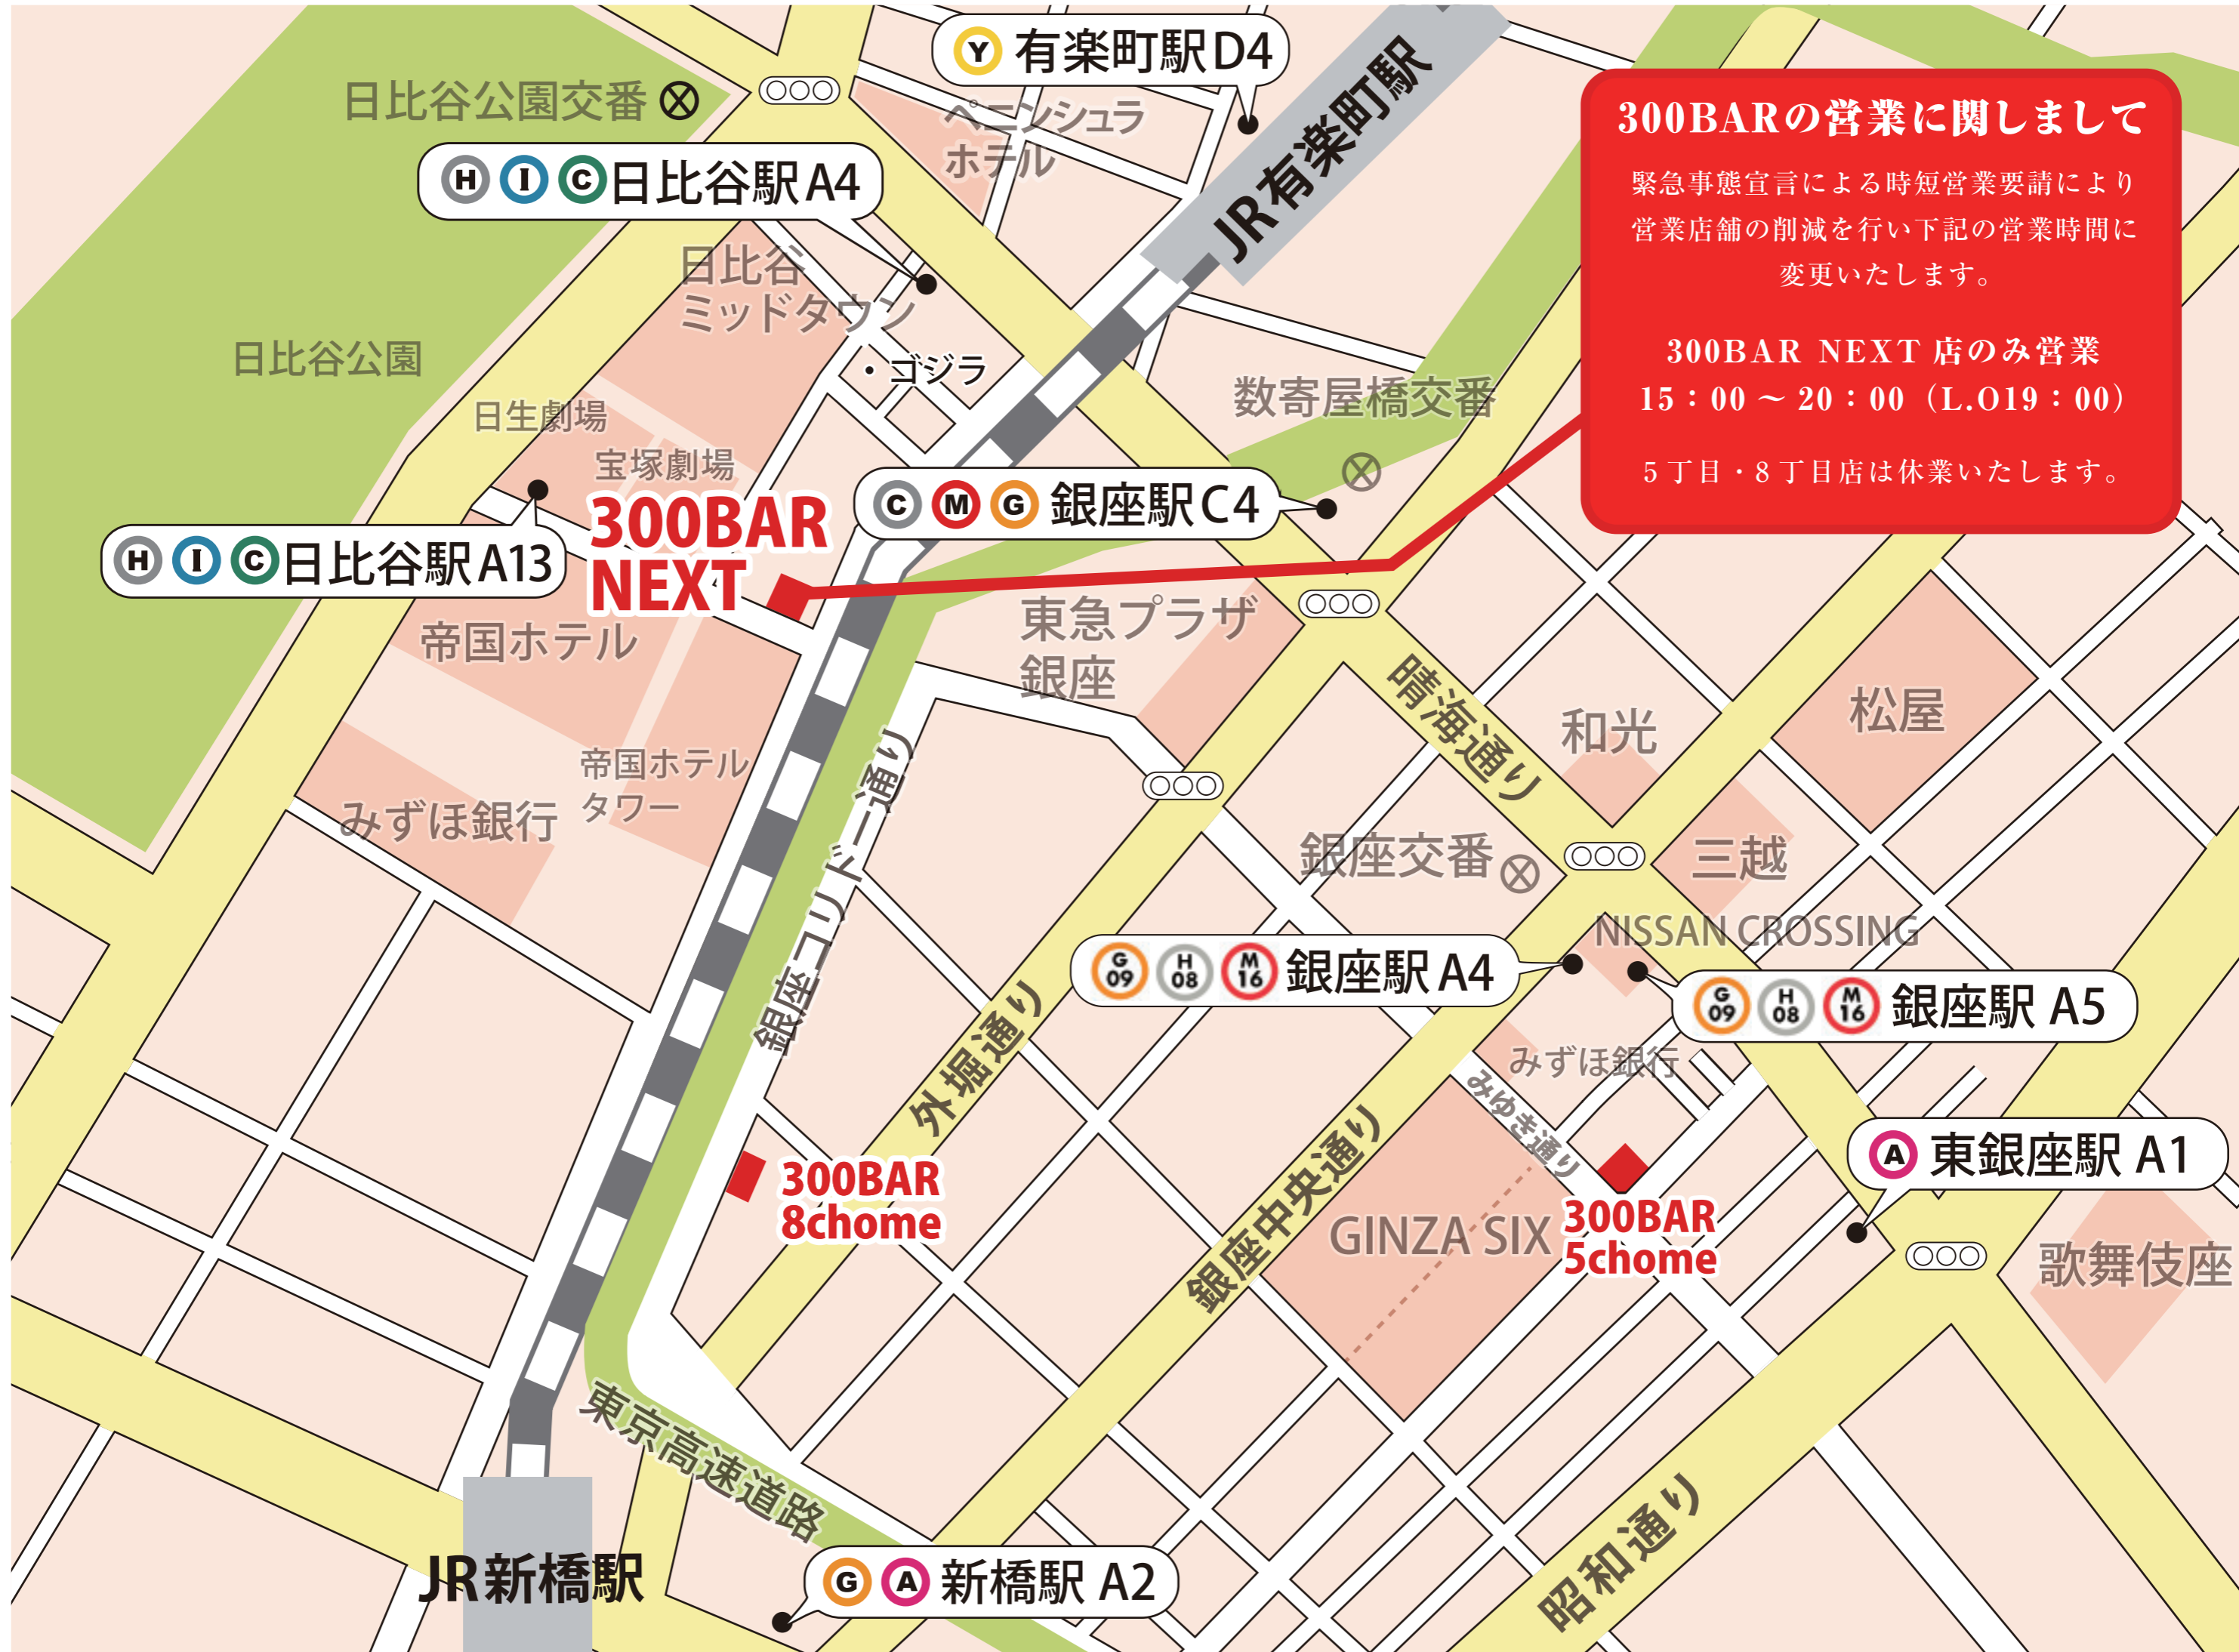 Y 有楽町駅D4
日比谷公園交番
ペニンシュラ
ホテル
JR有楽町駅
H I C 日比谷駅A4
300BARの営業に関しまして
緊急事態宣言による時短営業要請により
営業店舗の削減を行い下記の営業時間に
変更いたします。
300BAR NEXT 店のみ営業
15：00 〜 20：00（L.O19：00）
5丁目・8丁目店は休業いたします。
日比谷
ミッドタウン
日比谷公園
・ゴジラ
数寄屋橋交番
日生劇場
宝塚劇場
300BAR
NEXT
C M G 銀座駅C4
H I C 日比谷駅A13
東急プラザ
銀座
帝国ホテル
晴海通り
和光
松屋
帝国ホテル
タワー
みずほ銀行
銀座コリドー通り
銀座交番
三越
NISSAN CROSSING
G 09 H 08 M 16 銀座駅 A4
G 09 H 08 M 16 銀座駅 A5
外堀通り
みずほ銀行
みゆき通り
A 東銀座駅 A1
300BAR
8chome
銀座中央通り
GINZA SIX
300BAR
5chome
歌舞伎座
東京高速道路
昭和通り
JR新橋駅
G A 新橋駅 A2